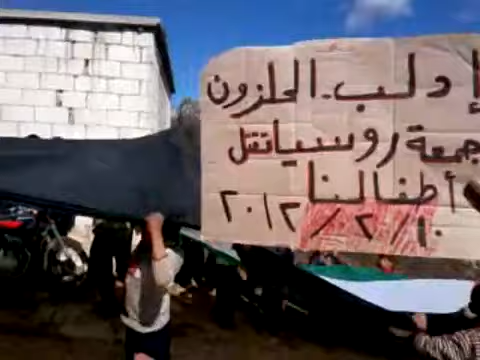 إدلب - الحلزون
جمعة روسيا تقتل
أطفالنا
٢٠١٢/٢/١٠